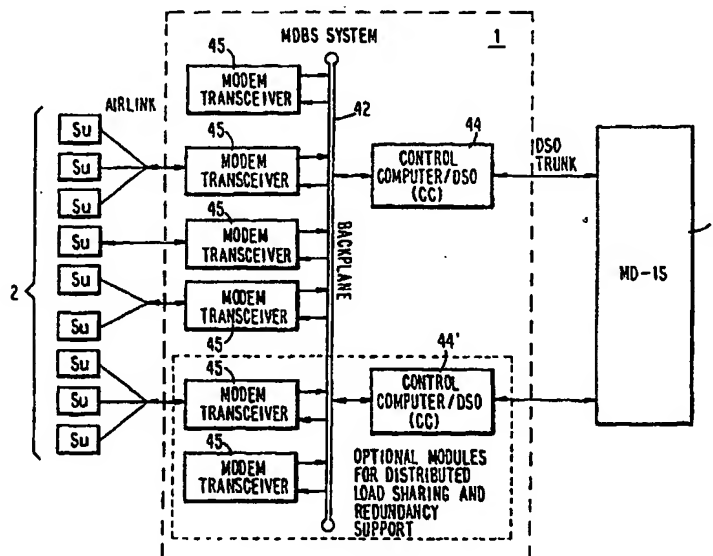 MDBS SYSTEM
1
AIRLINK
2
Su
Su
Su
Su
Su
Su
Su
Su
Su
45
MODEM
TRANSCEIVER
45
MODEM
TRANSCEIVER
45
MODEM
TRANSCEIVER
MODEM
TRANSCEIVER
45
45
MODEM
TRANSCEIVER
45
MODEM
TRANSCEIVER
42
BACKPLANE
44
CONTROL
COMPUTER/DSO
(CC)
DSO
TRUNK
MD-15
44'
CONTROL
COMPUTER/DSO
(CC)
OPTIONAL MODULES
FOR DISTRIBUTED
LOAD SHARING AND
REDUNDANCY
SUPPORT